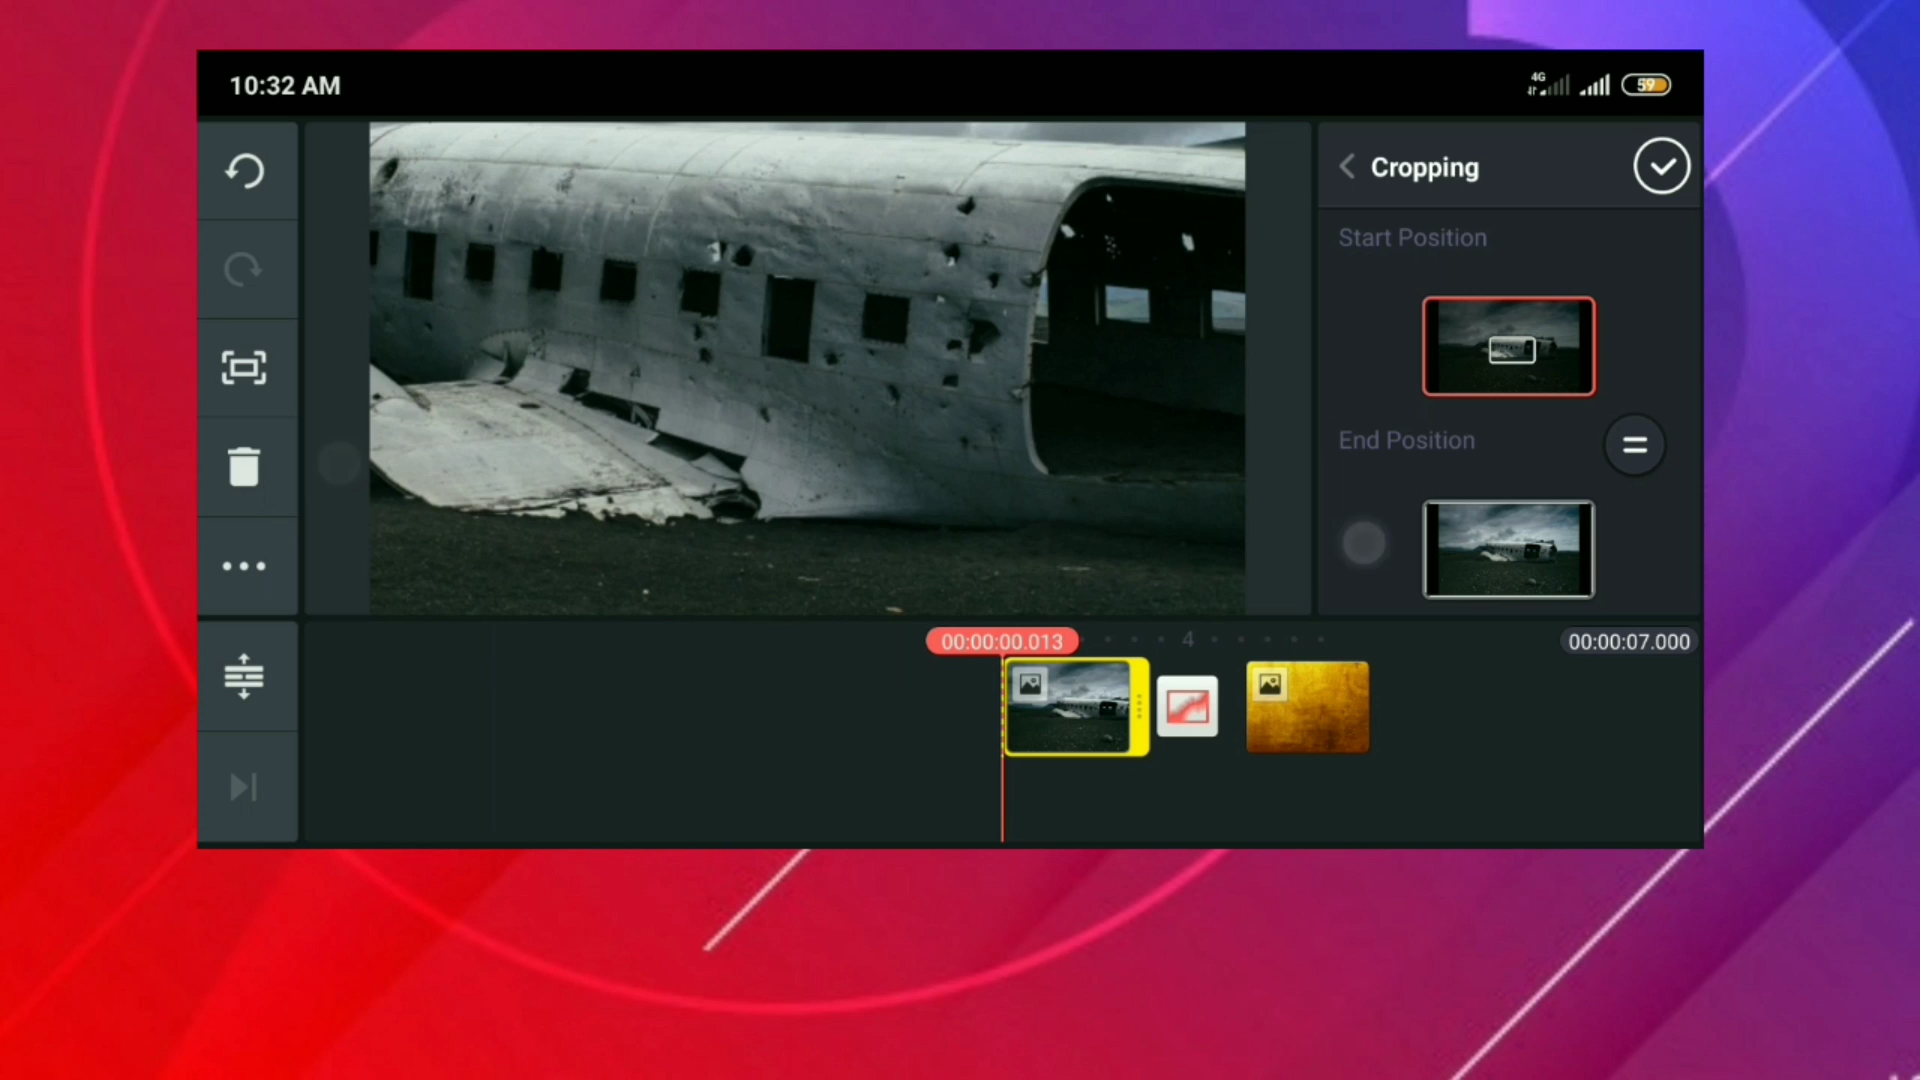 10:32 AM
4G
59
Cropping
Start Position
End Position
00:00:00.013
4
00:00:07.000